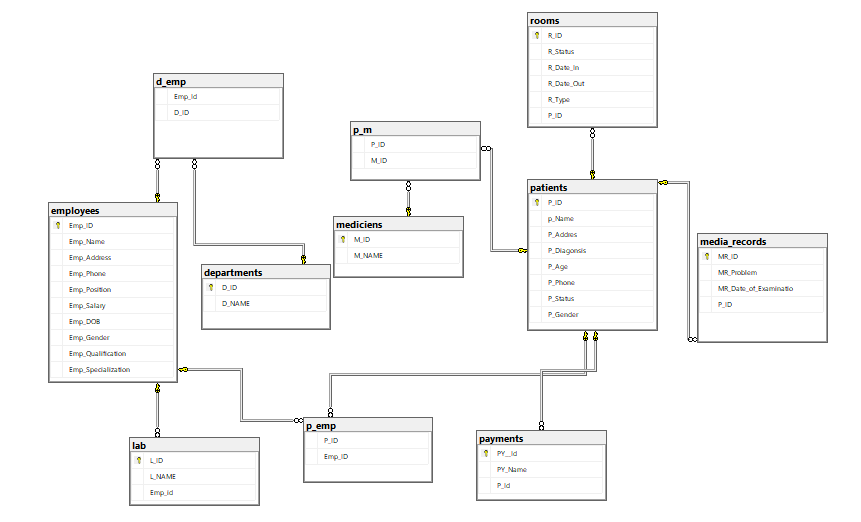 rooms
R_ID
R_Status
R_Date_In
R_Date_Out
R_Type
P_ID
d_emp
Emp_Id
D_ID
p_m
P_ID
M_ID
patients
P_ID
p_Name
P_Addres
P_Diagonsis
P_Age
P_Phone
P_Status
P_Gender
employees
Emp_ID
Emp_Name
Emp_Address
Emp_Phone
Emp_Position
Emp_Salary
Emp_DOB
Emp_Gender
Emp_Qualification
Emp_Specialization
mediciens
M_ID
M_NAME
media_records
MR_ID
MR_Problem
MR_Date_of_Examinatio
P_ID
departments
D_ID
D_NAME
p_emp
P_ID
Emp_ID
payments
PY__Id
PY_Name
P_Id
lab
L_ID
L_NAME
Emp_Id